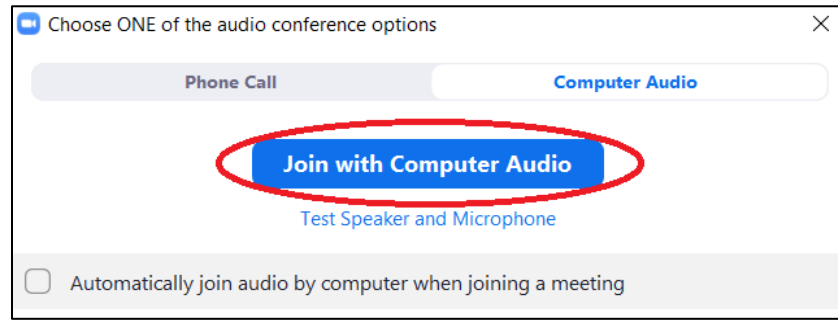 Choose ONE of the audio conference options
Phone Call
Computer Audio
Join with Computer Audio
Test Speaker and Microphone
Automatically join audio by computer when joining a meeting